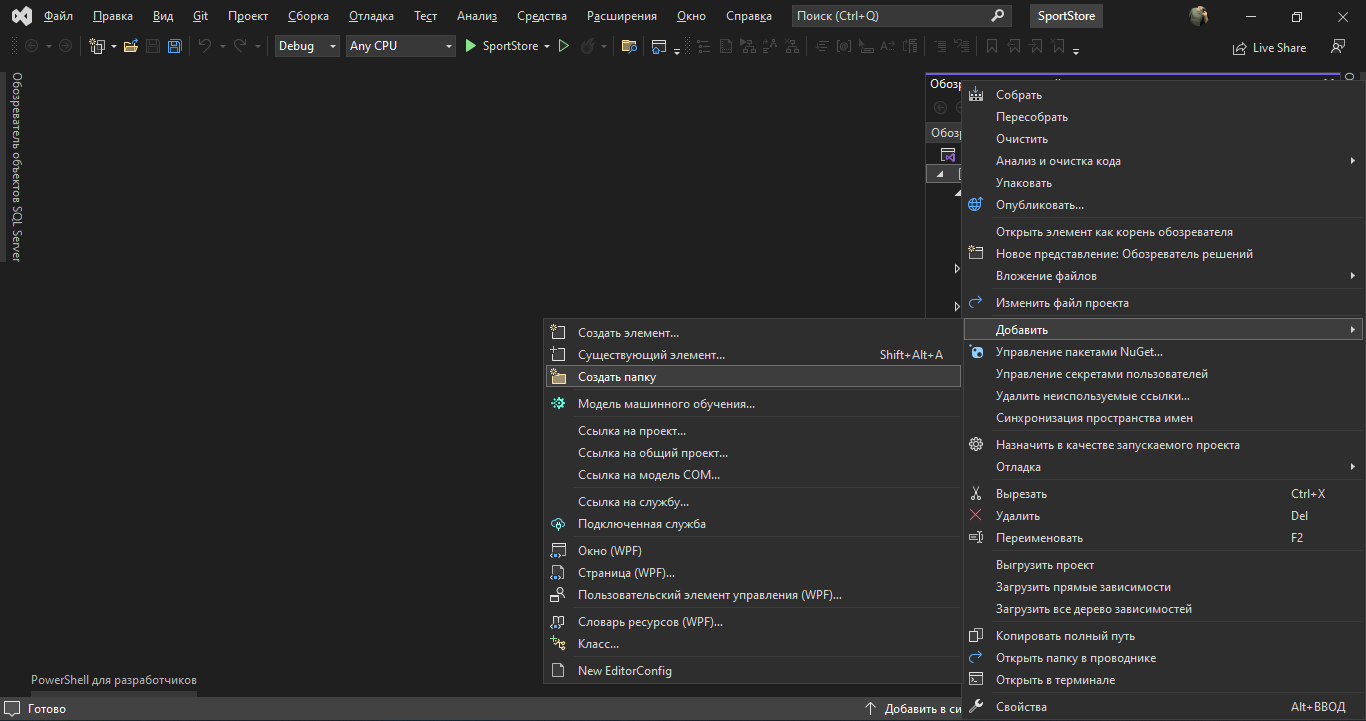 Файл Правка Вид Git Проект Сборка Отладка Тест Анализ Средства Расширения Окно Справка Поиск (Ctrl+Q) SportStore
Debug Any CPU SportStore Live Share
Обозреватель объектов SQL Server
Собрать
Пересобрать
Очистить
Анализ и очистка кода
Упаковать
Опубликовать...
Открыть элемент как корень обозревателя
Новое представление: Обозреватель решений
Вложение файлов
Изменить файл проекта
Добавить
Управление пакетами NuGet...
Управление секретами пользователей
Удалить неиспользуемые ссылки...
Синхронизация пространства имен
Назначить в качестве запускаемого проекта
Отладка
Вырезать Ctrl+X
Удалить Del
Переименовать F2
Выгрузить проект
Загрузить прямые зависимости
Загрузить все дерево зависимостей
Копировать полный путь
Открыть папку в проводнике
Открыть в терминале
Свойства Alt+ВВОД
Создать элемент...
Существующий элемент... Shift+Alt+A
Создать папку
Модель машинного обучения...
Ссылка на проект...
Ссылка на общий проект...
Ссылка на модель COM...
Ссылка на службу...
Подключенная служба
Окно (WPF)
Страница (WPF)...
Пользовательский элемент управления (WPF)...
Словарь ресурсов (WPF)...
Класс...
New EditorConfig
PowerShell для разработчиков
Готово Добавить в си